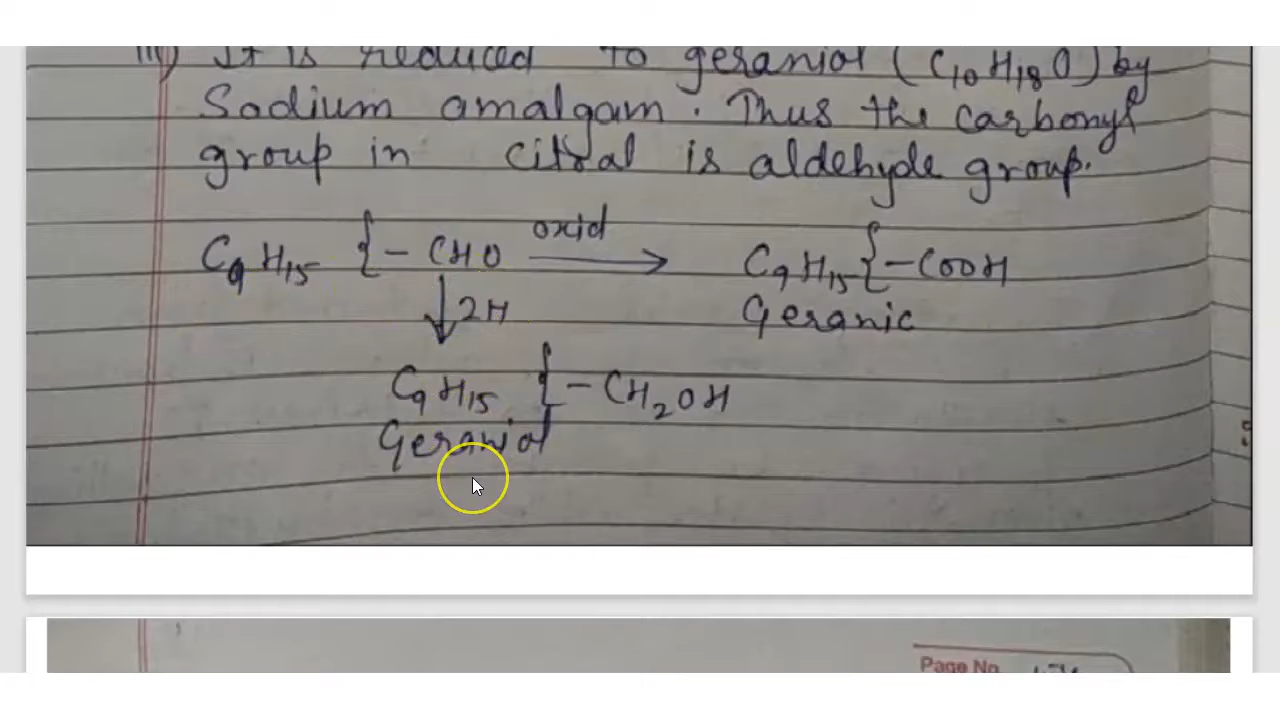 iii) It is reduced to geraniol (C10H18O) by
Sodium amalgam. Thus the carbonyl
group in citral is aldehyde group.
C9H15 {-CHO oxid → C9H15 {-COOH
↓ 2H Geranic
C9H15 {-CH2OH
Geraniol
Page No.